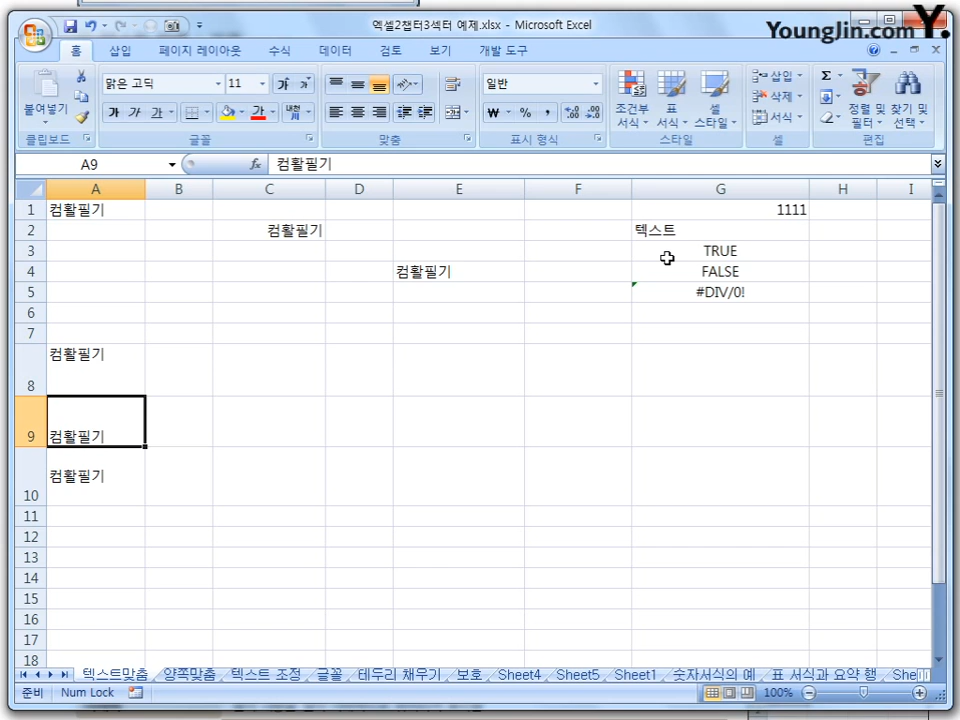 엑셀2챕터3섹터 예제.xlsx - Microsoft Excel
YoungJin.com Y.
홈 삽입 페이지 레이아웃 수식 데이터 검토 보기 개발 도구
붙여넣기
클립보드
맑은 고딕 11
가 가
가 가 가 가 내천
글꼴
맞춤
일반
₩ % ,
표시 형식
조건부 서식
표 서식
셀 스타일
스타일
삽입
삭제
서식
셀
Σ
정렬 및 필터
찾기 및 선택
편집
A9 fx 컴활필기
A B C D E F G H I
1 컴활필기 1111
2 컴활필기 텍스트
3 TRUE
4 컴활필기 FALSE
5 #DIV/0!
6
7
8 컴활필기
9 컴활필기
10 컴활필기
11
12
13
14
15
16
17
18
텍스트맞춤 양쪽맞춤 텍스트 조정 글꼴 테두리 채우기 보호 Sheet4 Sheet5 Sheet1 숫자서식의 예 표 서식과 요약 행 She
준비 Num Lock 100%